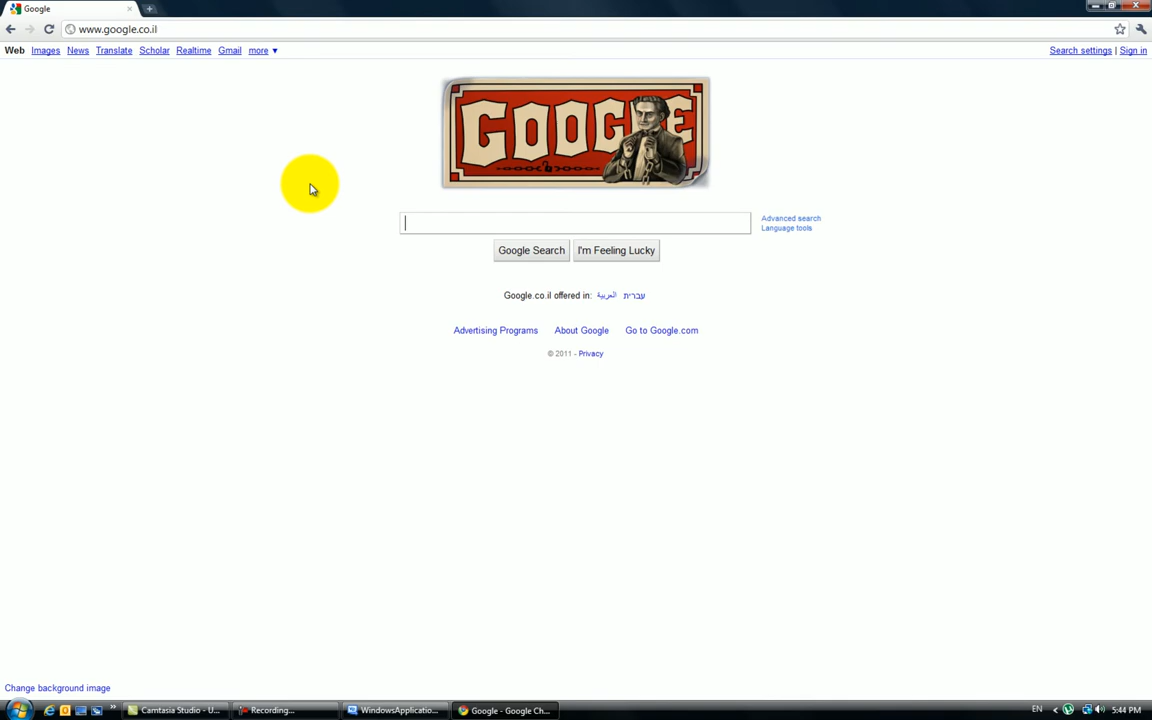 Google
www.google.co.il
Web Images News Translate Scholar Realtime Gmail more ▼
Search settings | Sign in
GOOGLE
Advanced search
Language tools
Google Search I'm Feeling Lucky
Google.co.il offered in: العربية עברית
Advertising Programs About Google Go to Google.com
© 2011 - Privacy
Change background image
Camtasia Studio - U... Recording... WindowsApplicatio... Google - Google Ch... EN 5:44 PM